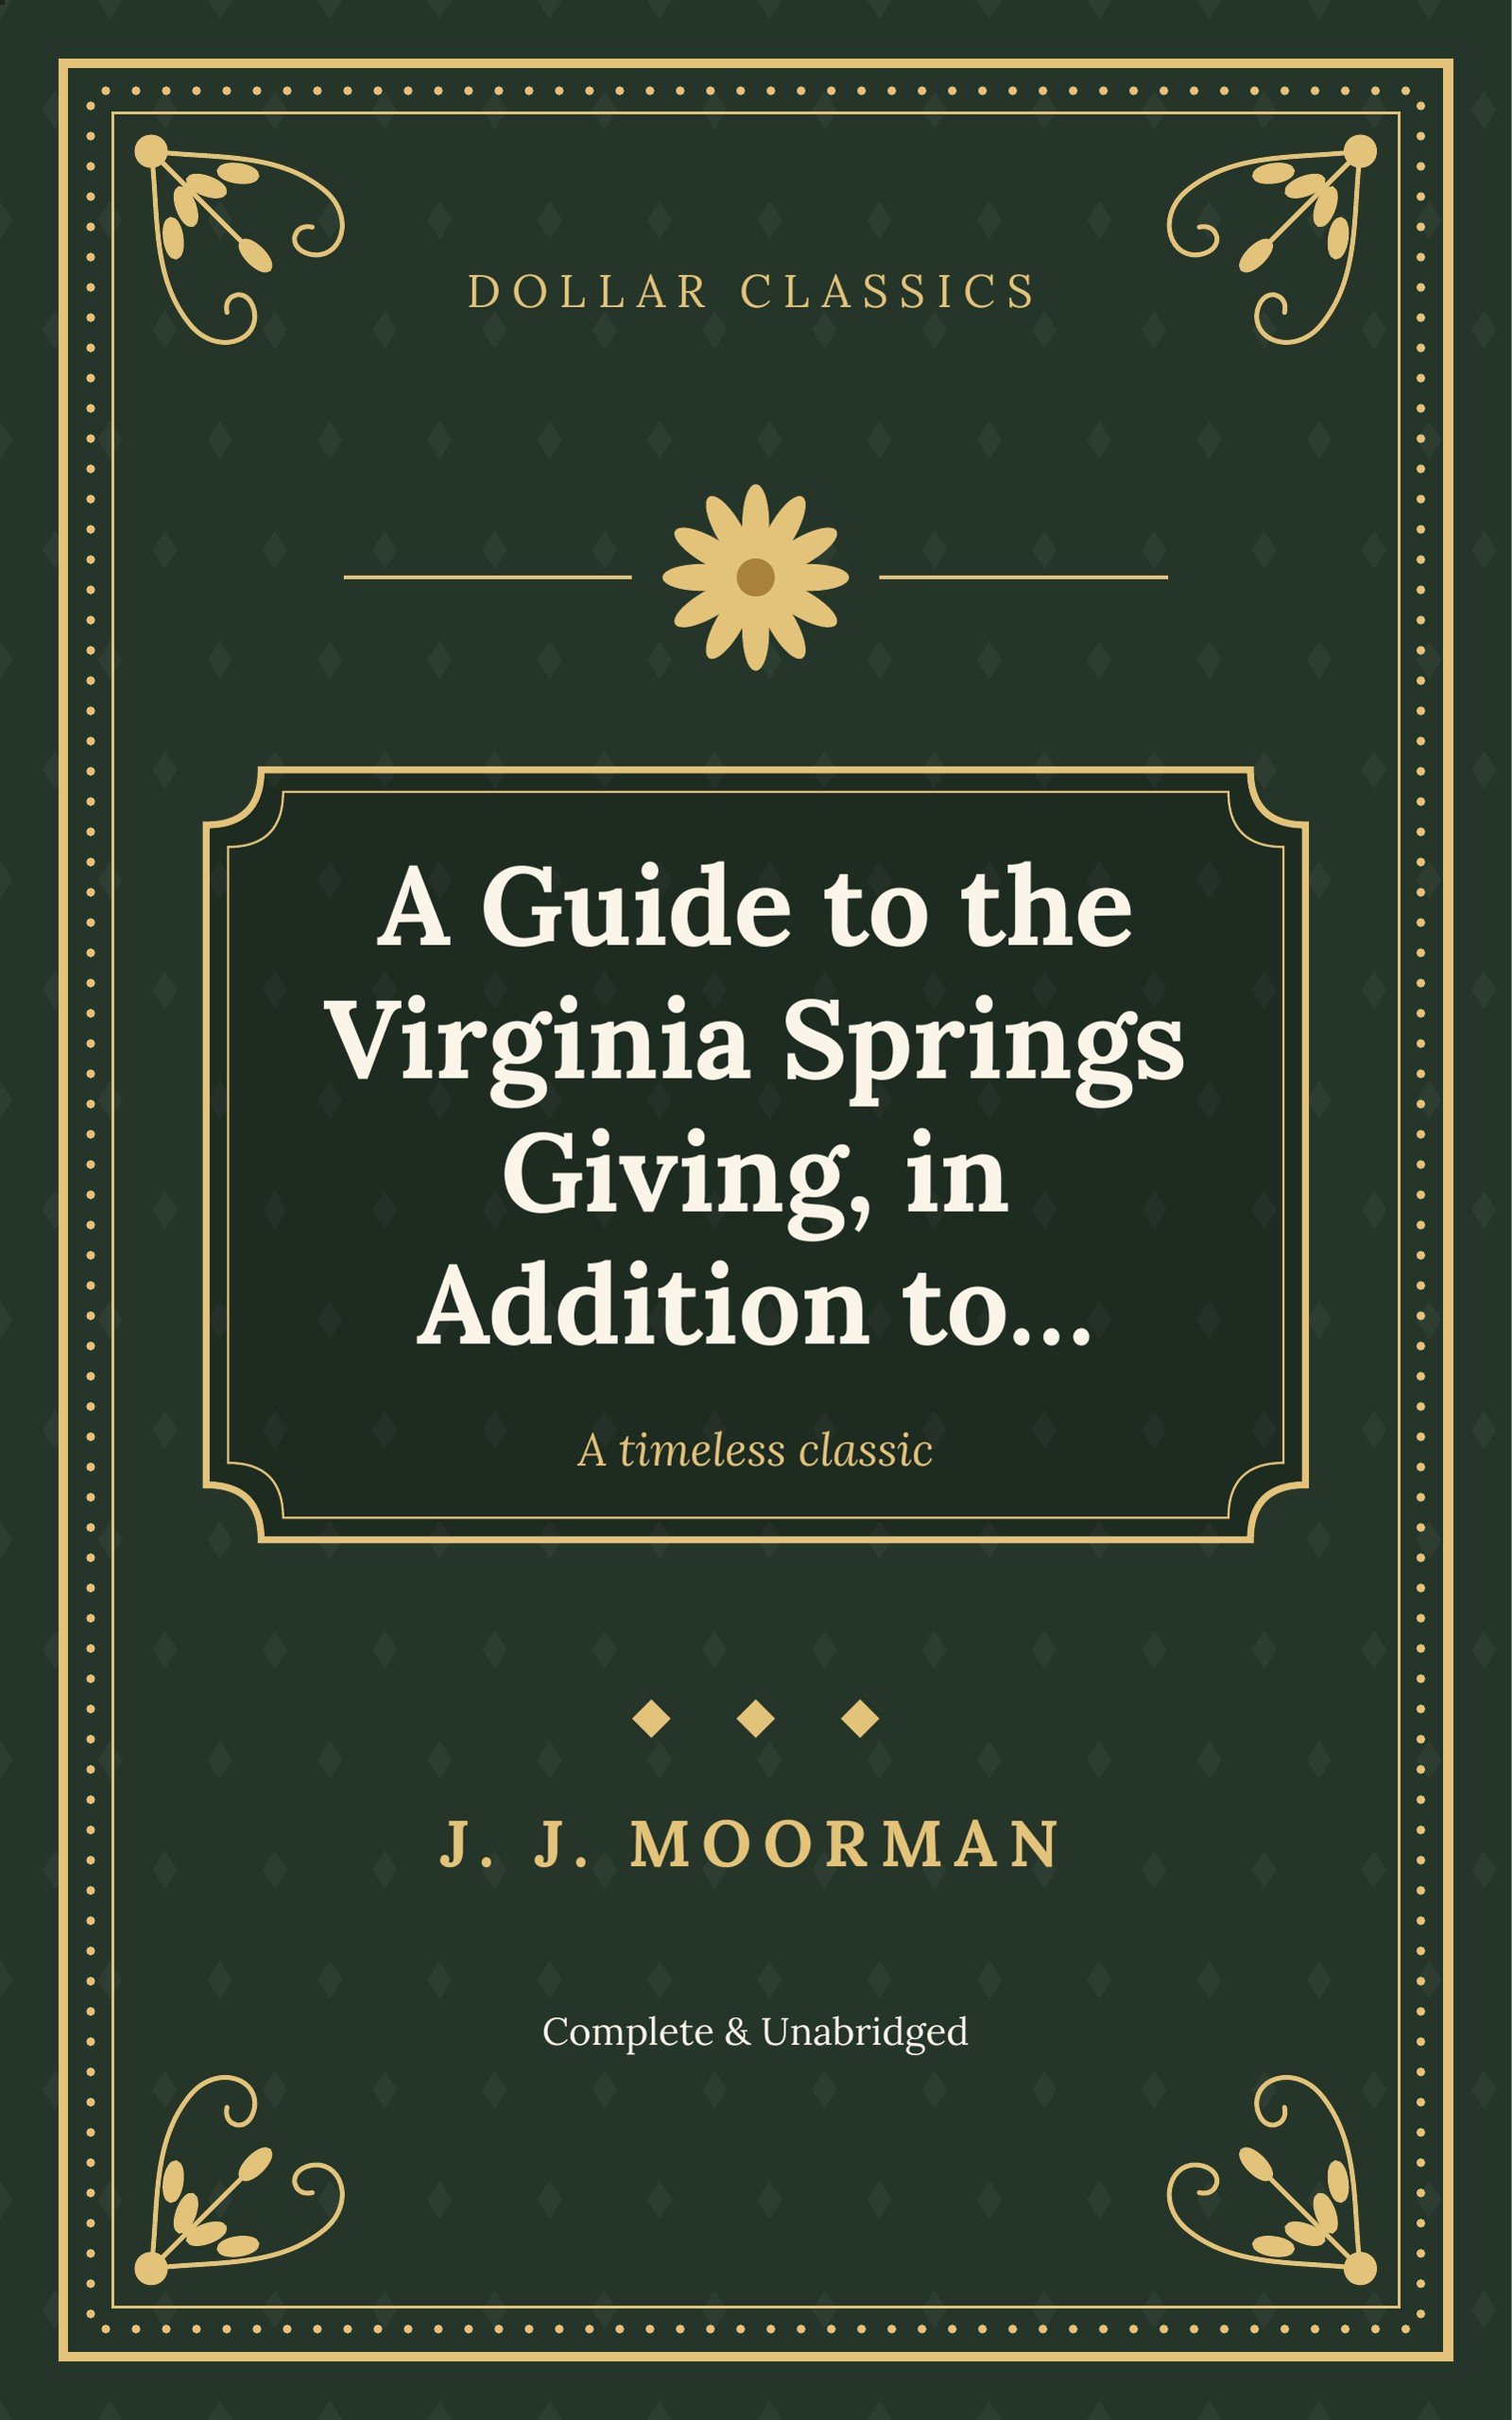 DOLLAR CLASSICS
A Guide to the
Virginia Springs
Giving, in
Addition to...
A timeless classic
J. J. MOORMAN
Complete & Unabridged